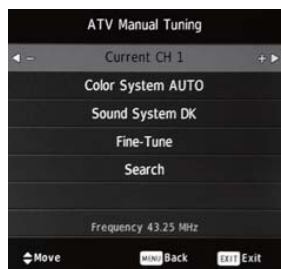 ATV Manual Tuning
- Current CH 1 +
Color System AUTO
Sound System DK
Fine-Tune
Search
Frequency 43.25 MHz
Move MENU Back EXIT Exit